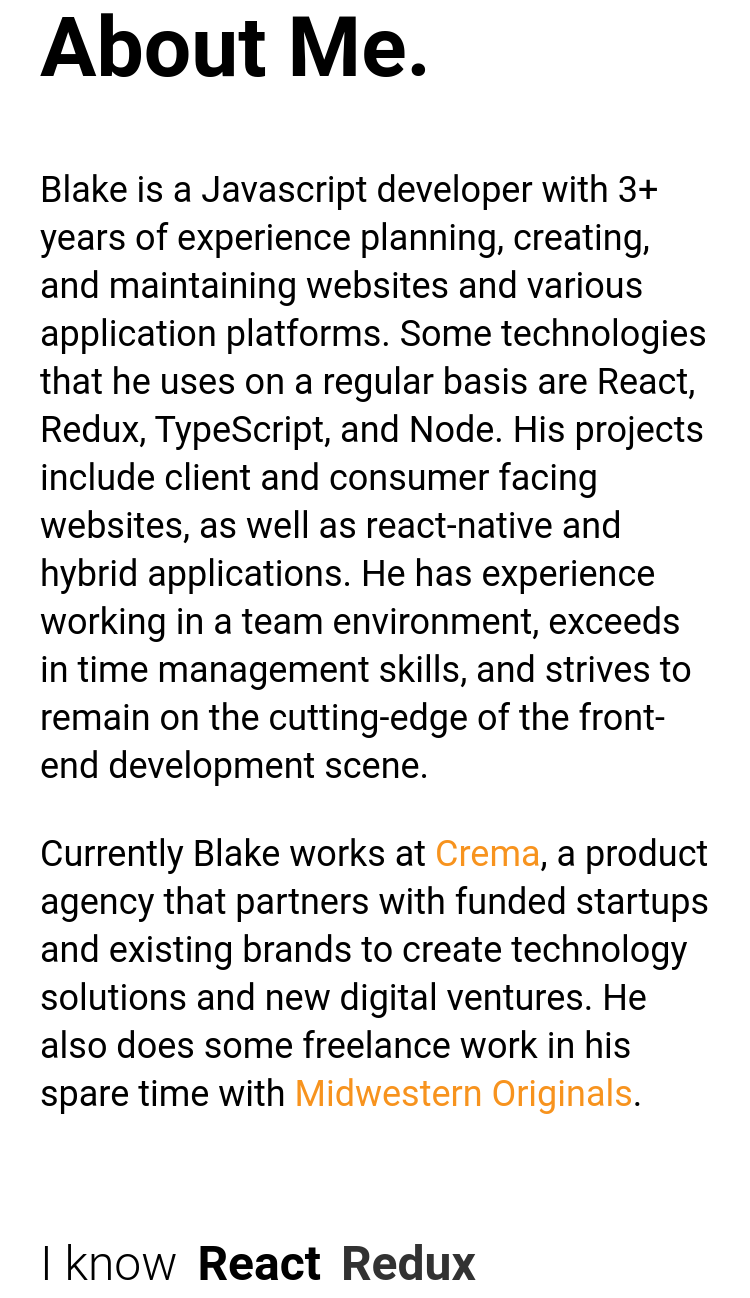 About Me.
Blake is a Javascript developer with 3+
years of experience planning, creating,
and maintaining websites and various
application platforms. Some technologies
that he uses on a regular basis are React,
Redux, TypeScript, and Node. His projects
include client and consumer facing
websites, as well as react-native and
hybrid applications. He has experience
working in a team environment, exceeds
in time management skills, and strives to
remain on the cutting-edge of the front-
end development scene.
Currently Blake works at Crema, a product
agency that partners with funded startups
and existing brands to create technology
solutions and new digital ventures. He
also does some freelance work in his
spare time with Midwestern Originals.
I know React Redux